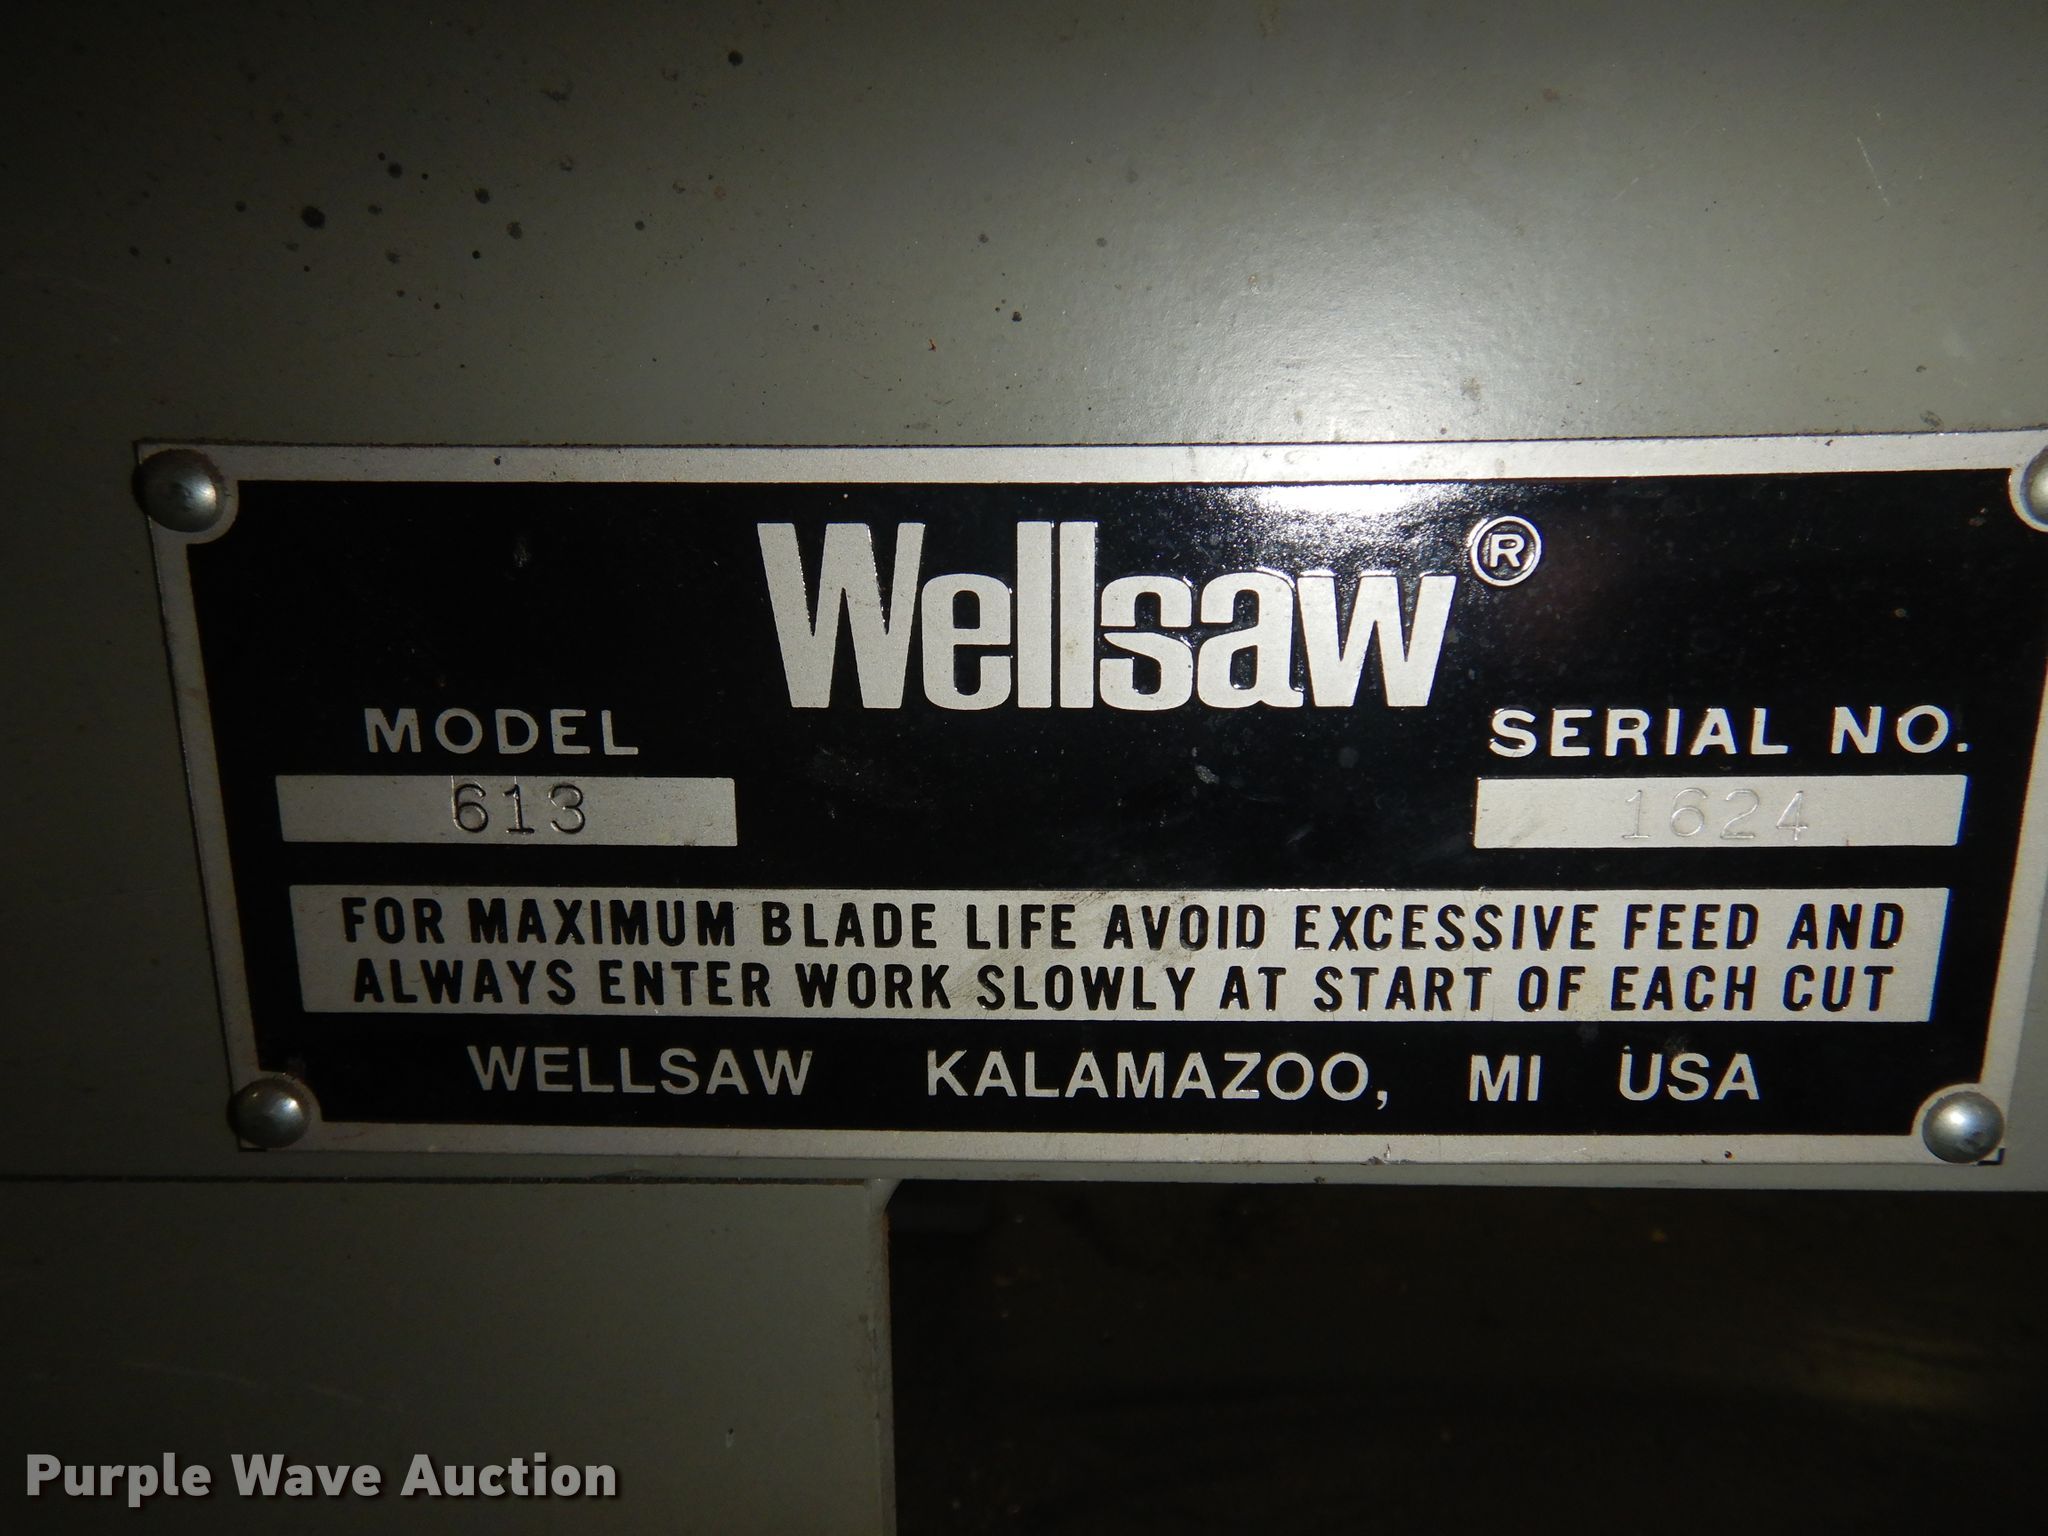 Wellsaw®
MODEL
SERIAL NO.
613
1624
FOR MAXIMUM BLADE LIFE AVOID EXCESSIVE FEED AND
ALWAYS ENTER WORK SLOWLY AT START OF EACH CUT
WELLSAW KALAMAZOO, MI USA
Purple Wave Auction